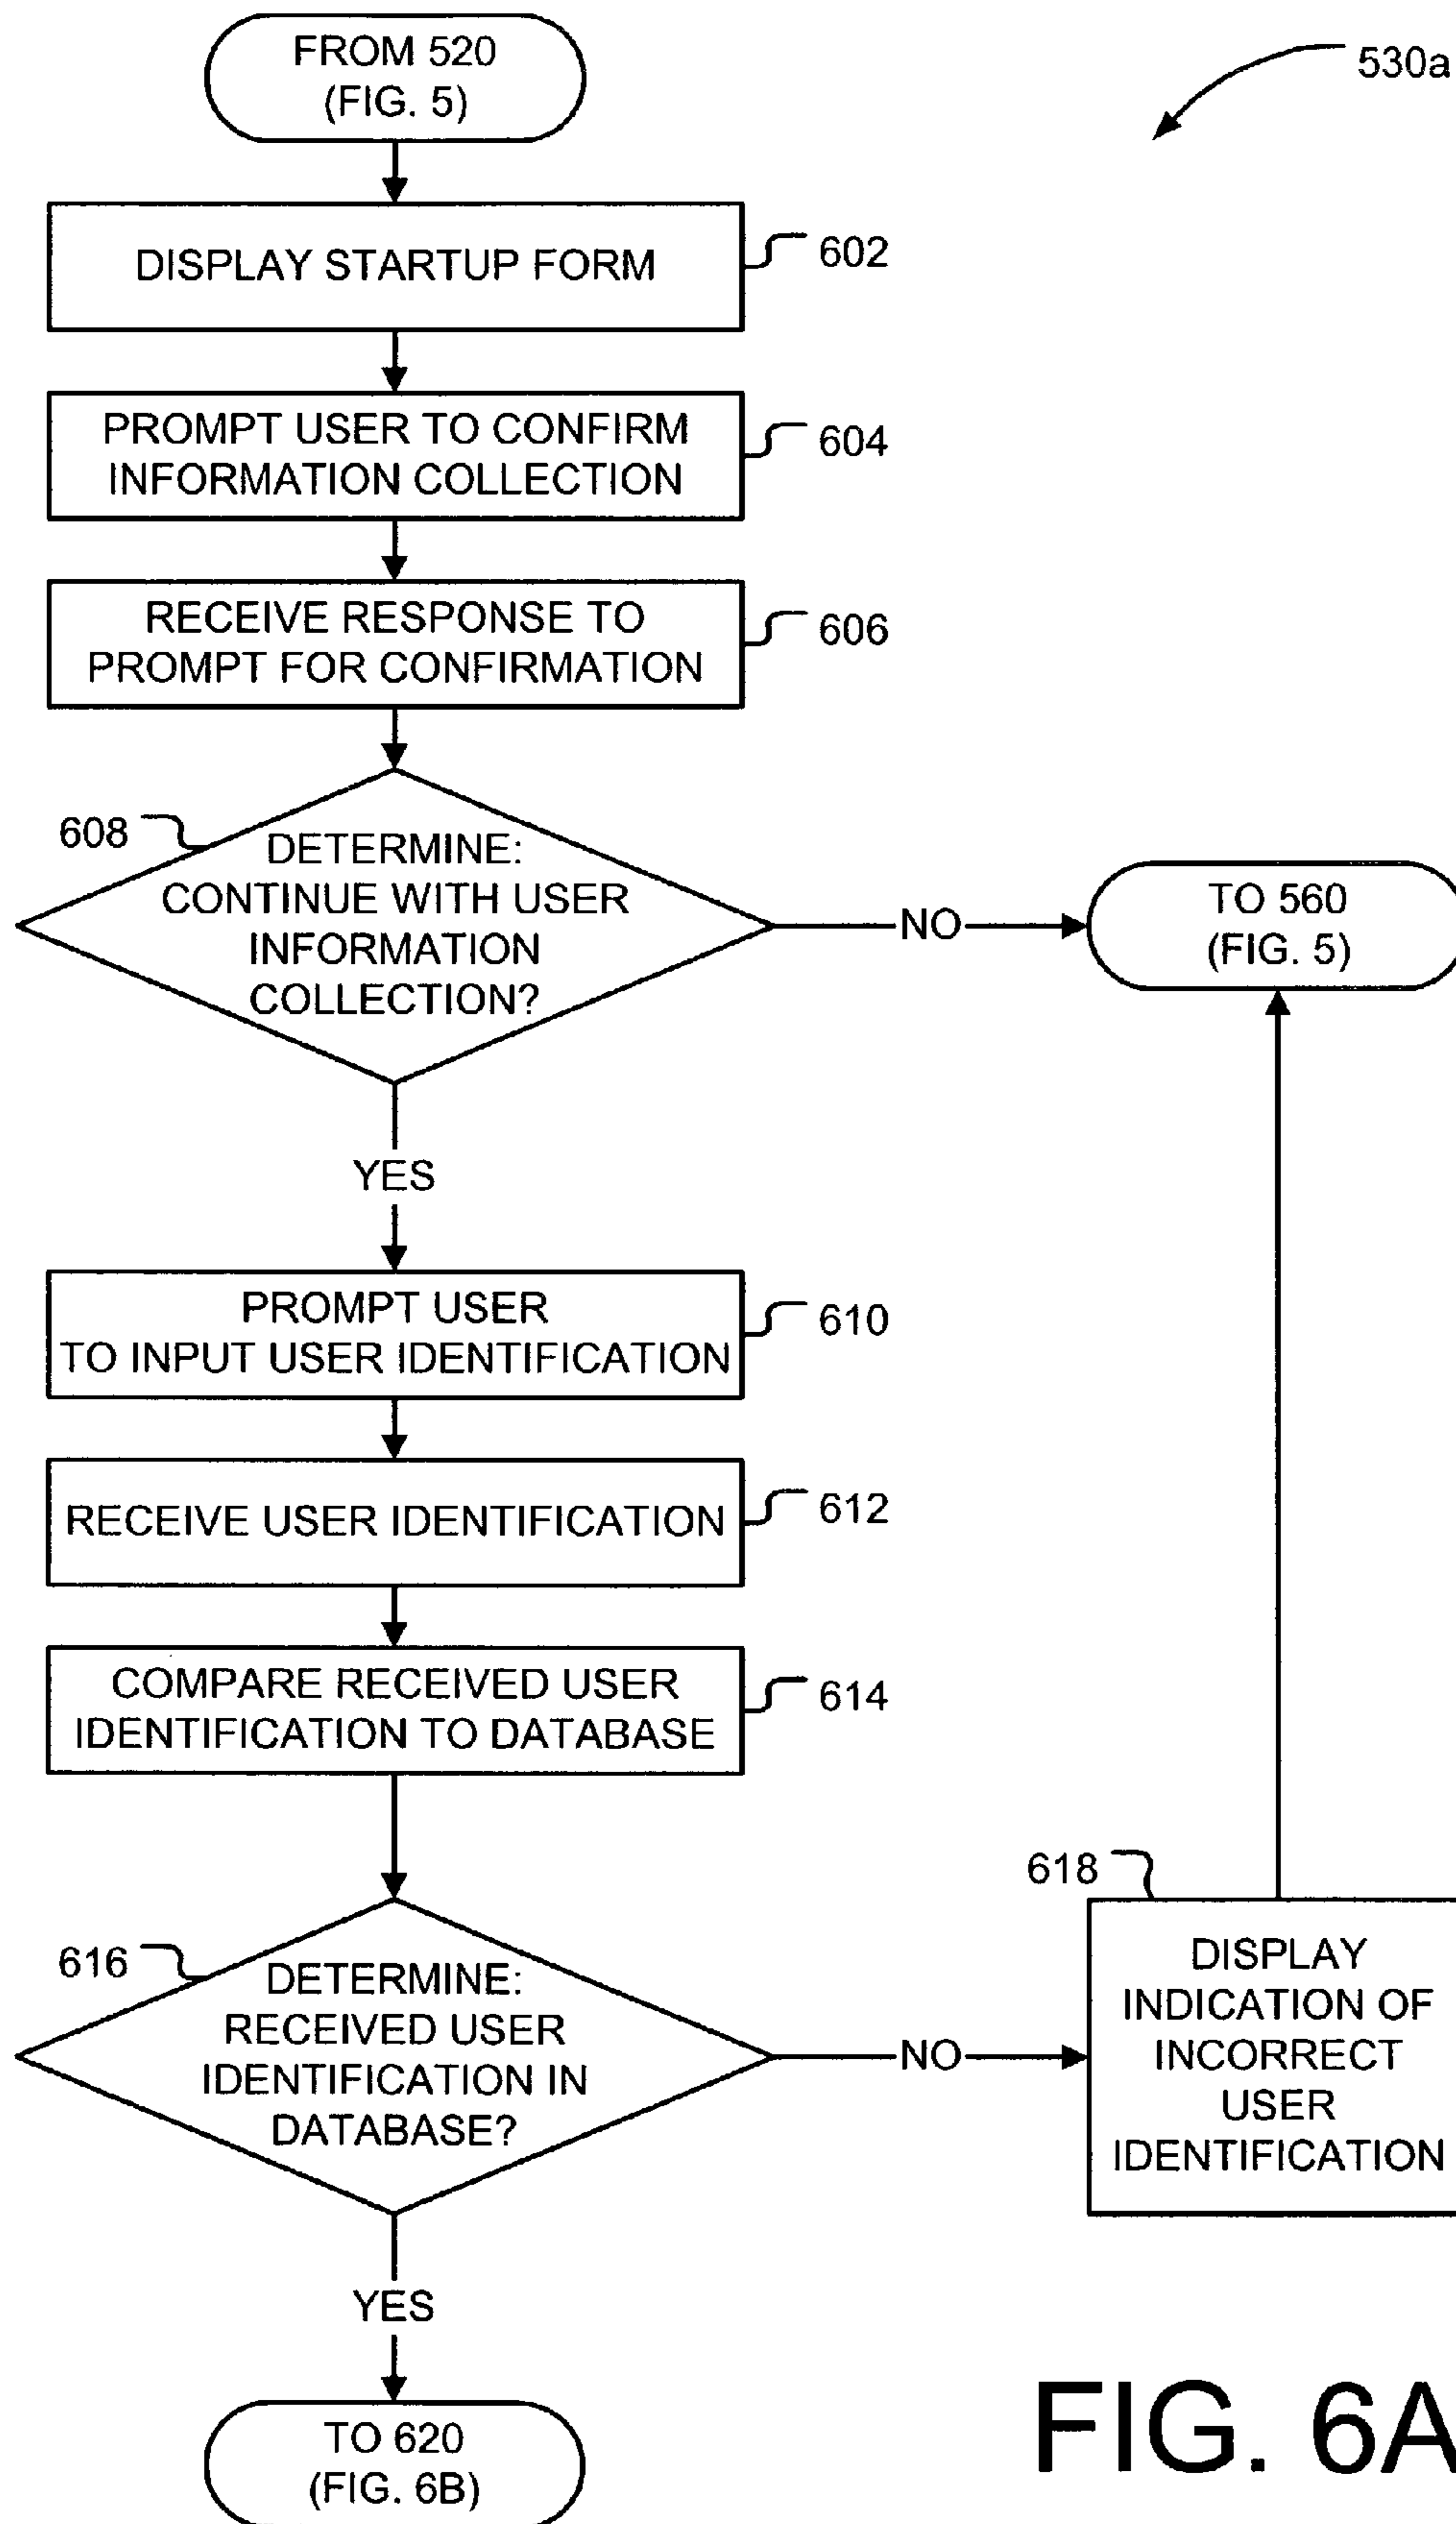 FROM 520
(FIG. 5)
530a
DISPLAY STARTUP FORM
602
PROMPT USER TO CONFIRM
INFORMATION COLLECTION
604
RECEIVE RESPONSE TO
PROMPT FOR CONFIRMATION
606
608
DETERMINE:
CONTINUE WITH USER
INFORMATION
COLLECTION?
NO
TO 560
(FIG. 5)
YES
PROMPT USER
TO INPUT USER IDENTIFICATION
610
RECEIVE USER IDENTIFICATION
612
COMPARE RECEIVED USER
IDENTIFICATION TO DATABASE
614
616
DETERMINE:
RECEIVED USER
IDENTIFICATION IN
DATABASE?
NO
618
DISPLAY
INDICATION OF
INCORRECT
USER
IDENTIFICATION
YES
TO 620
(FIG. 6B)
FIG. 6A